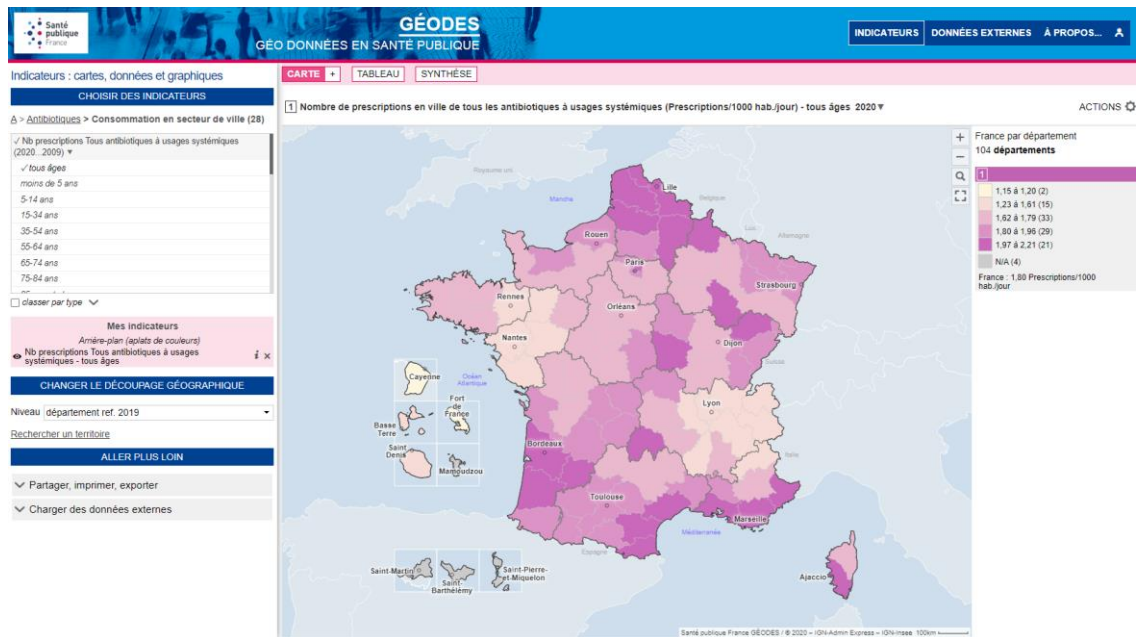 Santé
publique
France
GÉODES
GÉO DONNÉES EN SANTÉ PUBLIQUE
INDICATEURS
DONNÉES EXTERNES
À PROPOS...
Indicateurs : cartes, données et graphiques
CHOISIR DES INDICATEURS
A > Antibiotiques > Consommation en secteur de ville (28)
✓ Nb prescriptions Tous antibiotiques à usages systémiques
(2020...2009) ▼
✓ tous âges
moins de 5 ans
5-14 ans
15-34 ans
35-54 ans
55-64 ans
65-74 ans
75-84 ans
classer par type
Mes indicateurs
Arrière-plan (aplats de couleurs)
Nb prescriptions Tous antibiotiques à usages
systémiques - tous âges
i ×
CHANGER LE DÉCOUPAGE GÉOGRAPHIQUE
Niveau département ref. 2019
Rechercher un territoire
ALLER PLUS LOIN
Partager, imprimer, exporter
Charger des données externes
CARTE +
TABLEAU
SYNTHÈSE
1 Nombre de prescriptions en ville de tous les antibiotiques à usages systémiques (Prescriptions/1000 hab./jour) - tous âges 2020 ▼
ACTIONS
+
−
Royaume uni
Lille
Manche
Belgique
Lux
Allemagne
Rouen
Paris
Strasbourg
Rennes
Orléans
Nantes
Dijon
Suisse
Océan
Atlantique
Cayenne
Fort
de
France
Basse
Terre
Saint
Denis
Mamoudzou
Lyon
Bordeaux
Italie
Toulouse
Marseille
Méditerranée
Espagne
Saint-Martin
Saint-
Barthélémy
Saint-Pierre
et-Miquelon
Ajaccio
France par département
104 départements
1
1,15 à 1,20 (2)
1,23 à 1,61 (15)
1,62 à 1,79 (33)
1,80 à 1,96 (29)
1,97 à 2,21 (21)
N/A (4)
France : 1,80 Prescriptions/1000
hab./jour
Santé publique France GÉODES / © 2020 - IGN-Admin Express - IGN-Insee 100km